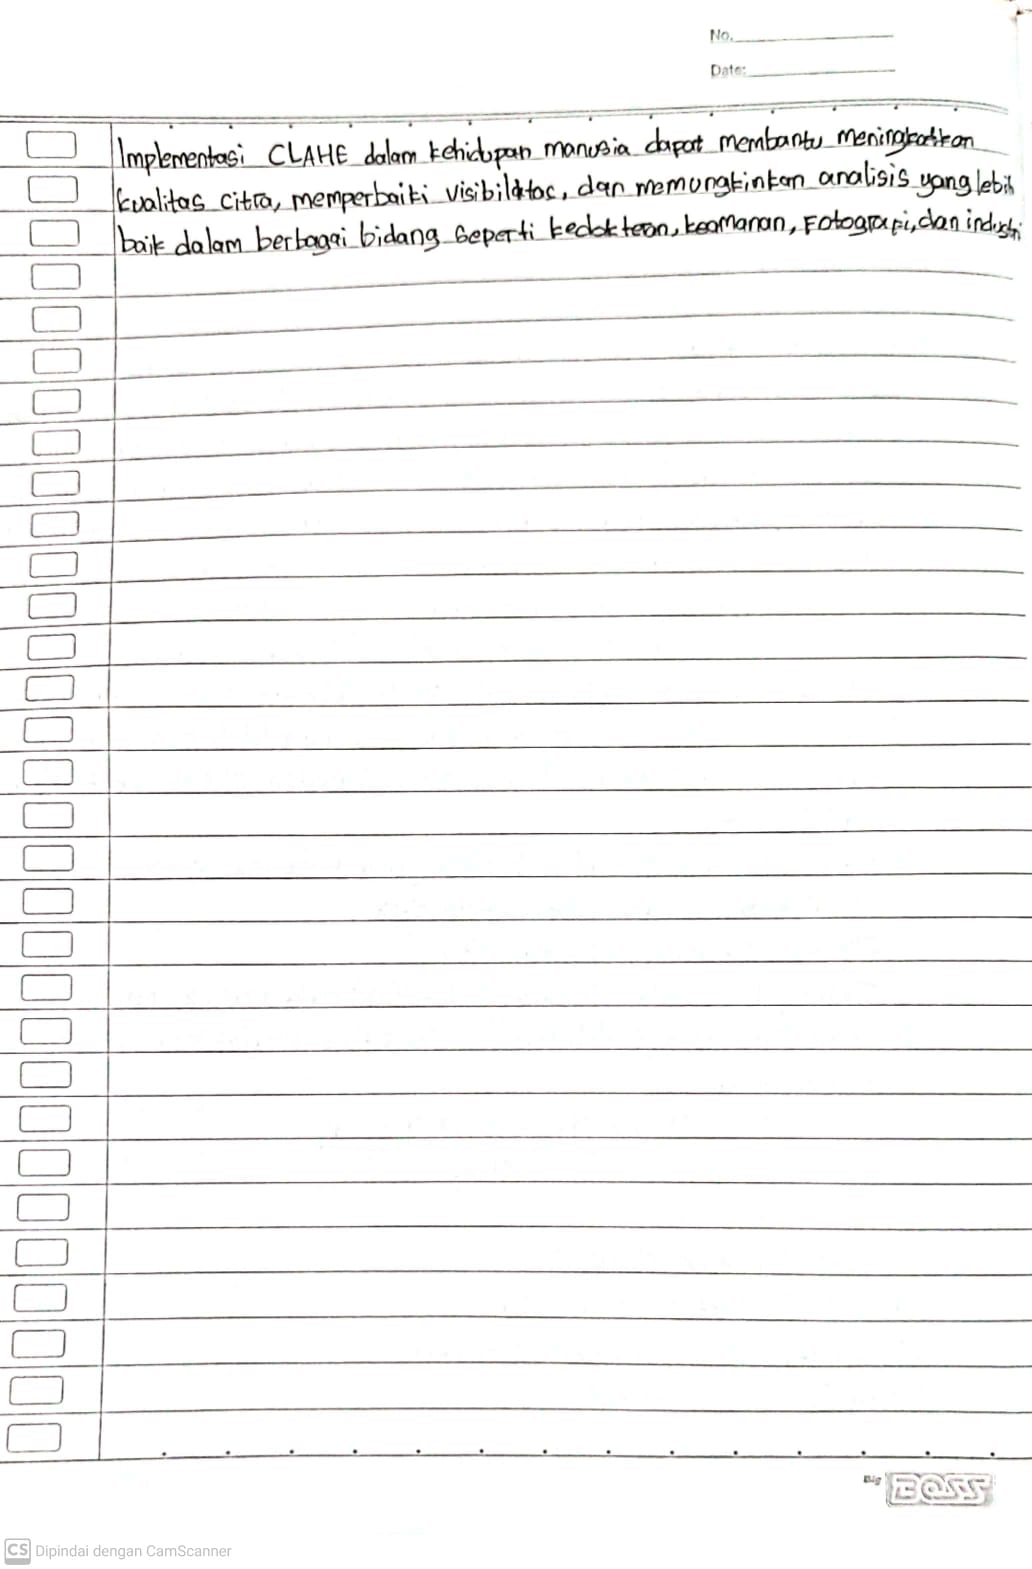 No.
Date:
Implementasi CLAHE dalam kehidupan manusia dapat membantu meningkatkan
kualitas citra, memperbaiki visibilitas, dan memungkinkan analisis yang lebih
baik dalam berbagai bidang seperti kedokteran, keamanan, Fotografi, dan industri
Big BOSS
CS Dipindai dengan CamScanner